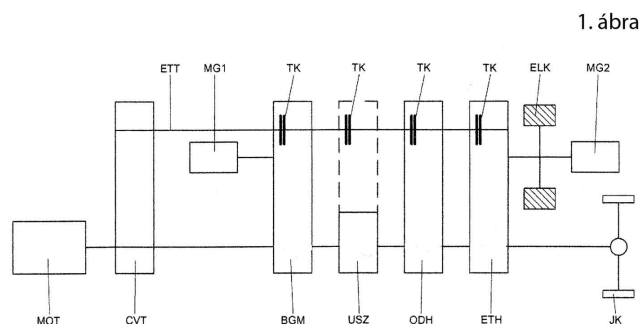 1. ábra
ETT MG1 TK TK TK TK ELK MG2
MOT CVT BGM USZ ODH ETH JK